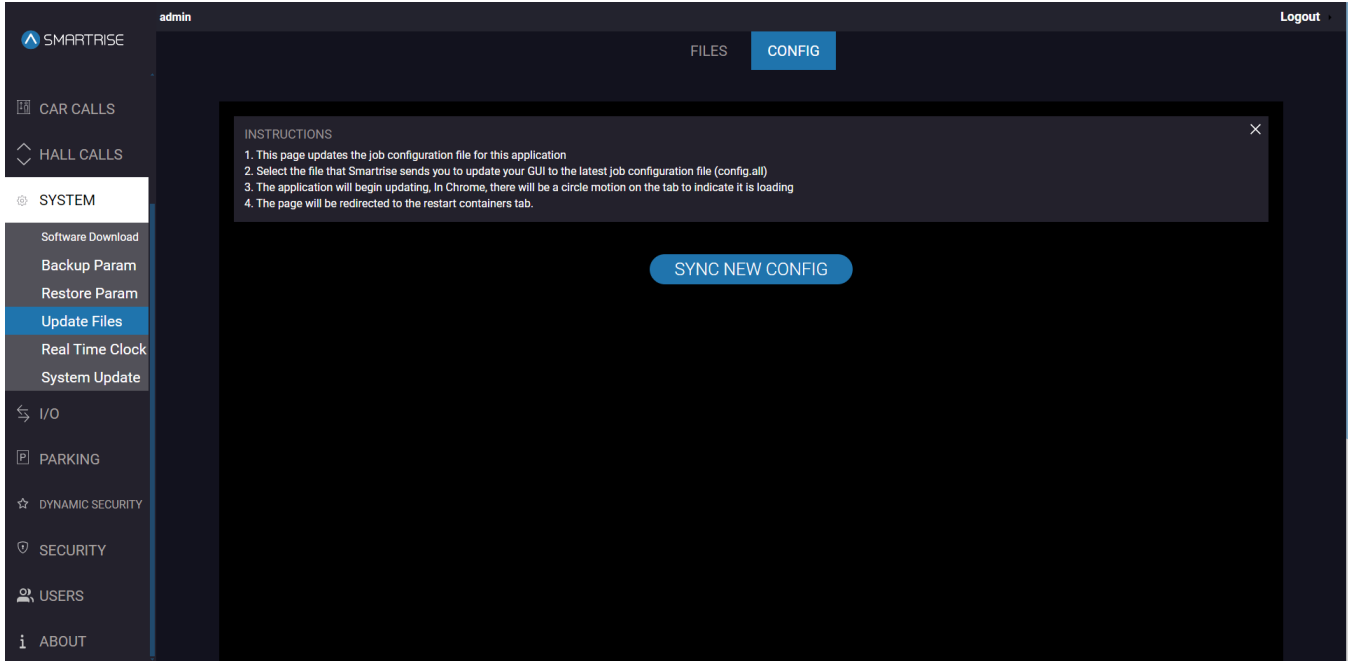 admin
Logout
SMARTRISE
FILES
CONFIG
CAR CALLS
HALL CALLS
SYSTEM
Software Download
Backup Param
Restore Param
Update Files
Real Time Clock
System Update
I/O
P PARKING
DYNAMIC SECURITY
SECURITY
USERS
i ABOUT
INSTRUCTIONS
1. This page updates the job configuration file for this application
2. Select the file that Smartrise sends you to update your GUI to the latest job configuration file (config.all)
3. The application will begin updating, In Chrome, there will be a circle motion on the tab to indicate it is loading
4. The page will be redirected to the restart containers tab.
SYNC NEW CONFIG